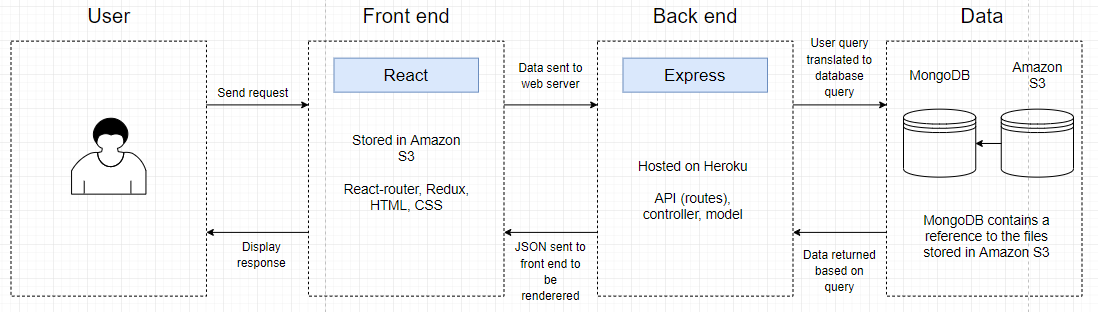 User
Front end
Back end
Data
React
Express
Send request
Data sent to
web server
User query
translated to
database
query
MongoDB
Amazon
S3
Stored in Amazon
S3
React-router, Redux,
HTML, CSS
Hosted on Heroku
API (routes),
controller, model
Display
response
JSON sent to
front end to
be
renderered
Data returned
based on
query
MongoDB contains a
reference to the files
stored in Amazon S3